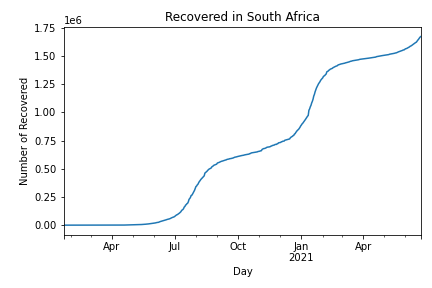 Recovered in South Africa
1e6
1.75
1.50
1.25
1.00
0.75
0.50
0.25
0.00
Number of Recovered
Apr
Jul
Oct
Jan
2021
Apr
Day